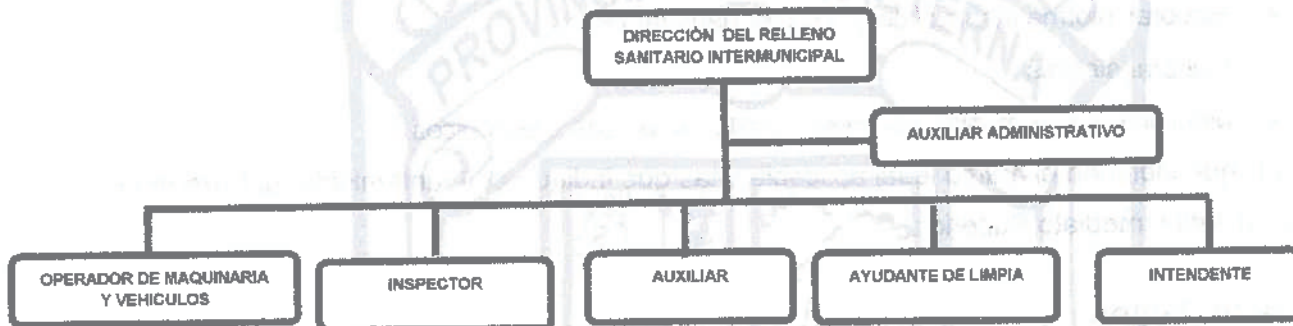 DIRECCIÓN DEL RELLENO
SANITARIO INTERMUNICIPAL
AUXILIAR ADMINISTRATIVO
OPERADOR DE MAQUINARIA
Y VEHICULOS
INSPECTOR
AUXILIAR
AYUDANTE DE LIMPIA
INTENDENTE